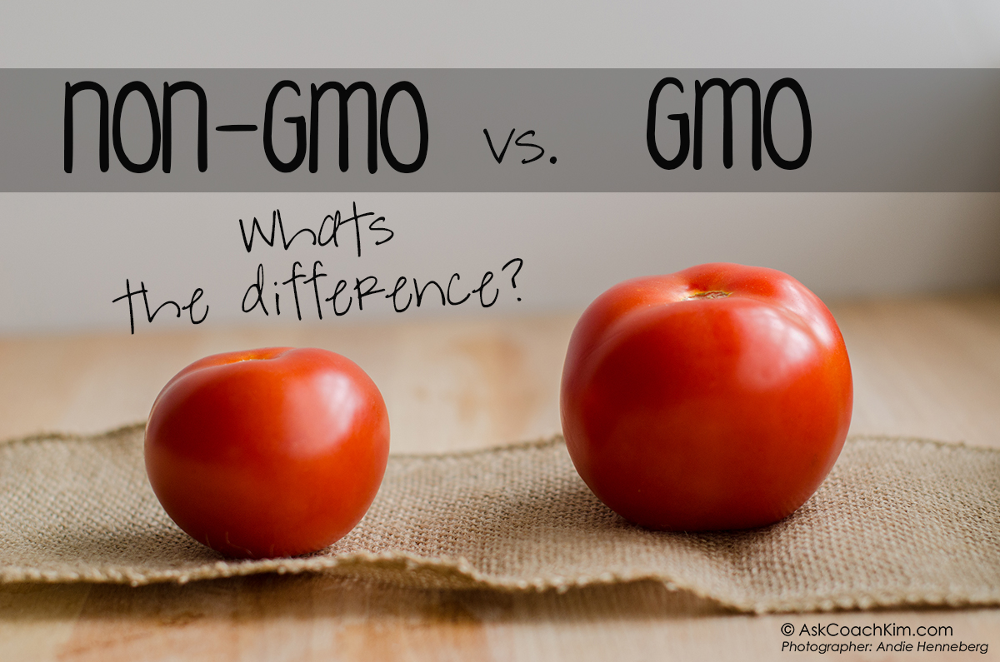 NON-GMO vs. GMO
Whats
the difference?
© AskCoachKim.com
Photographer: Andie Henneberg